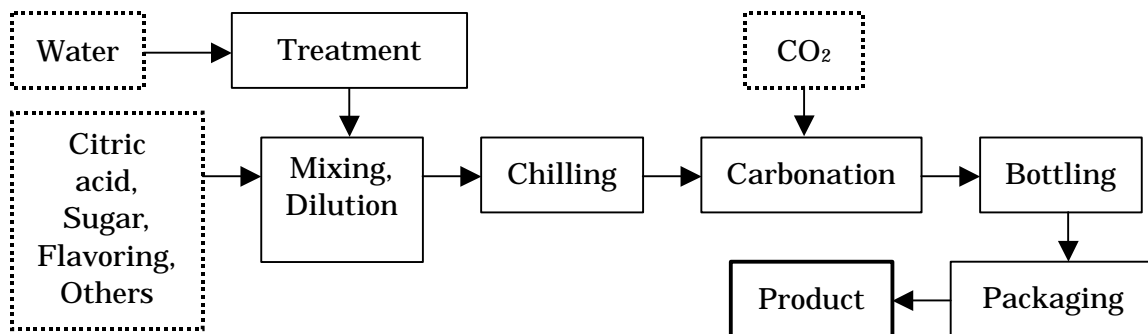 Water
Treatment
CO₂
Citric
acid,
Sugar,
Flavoring,
Others
Mixing,
Dilution
Chilling
Carbonation
Bottling
Product
Packaging